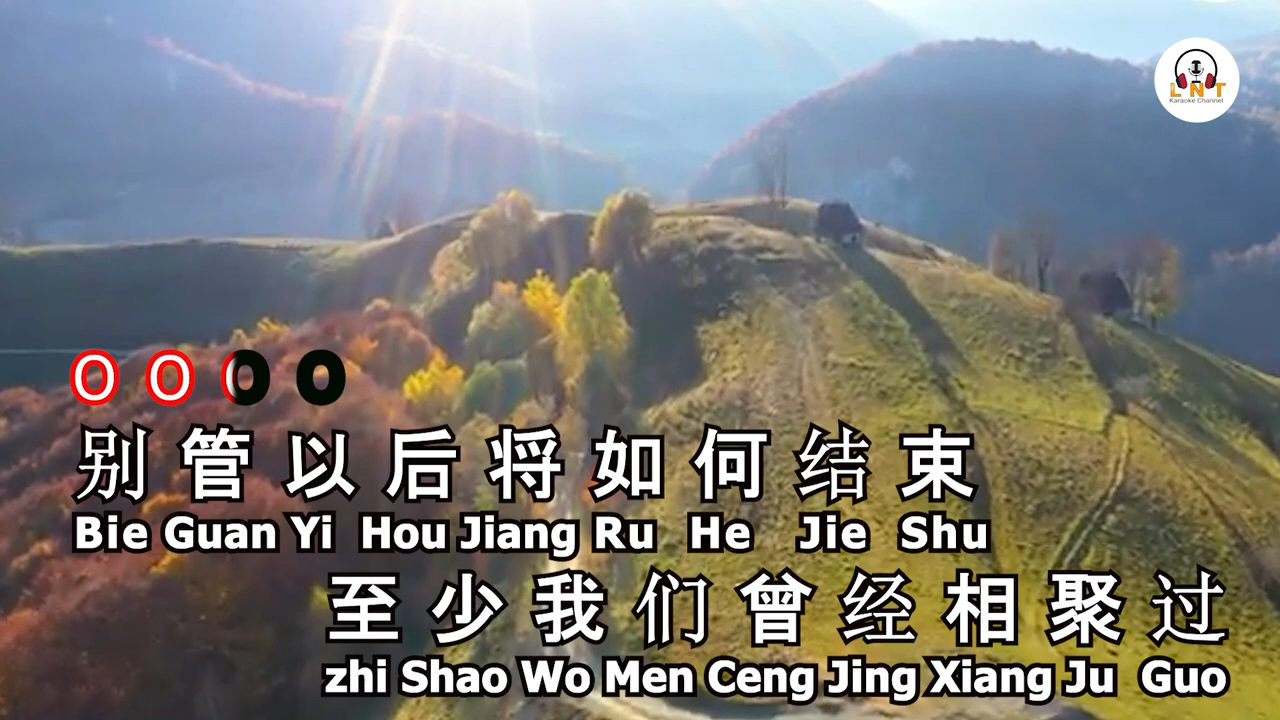 L N T
Karaoke Channel
O O O O
别管以后将如何结束
Bie Guan Yi Hou Jiang Ru He Jie Shu
至少我们曾经相聚过
zhi Shao Wo Men Ceng Jing Xiang Ju Guo